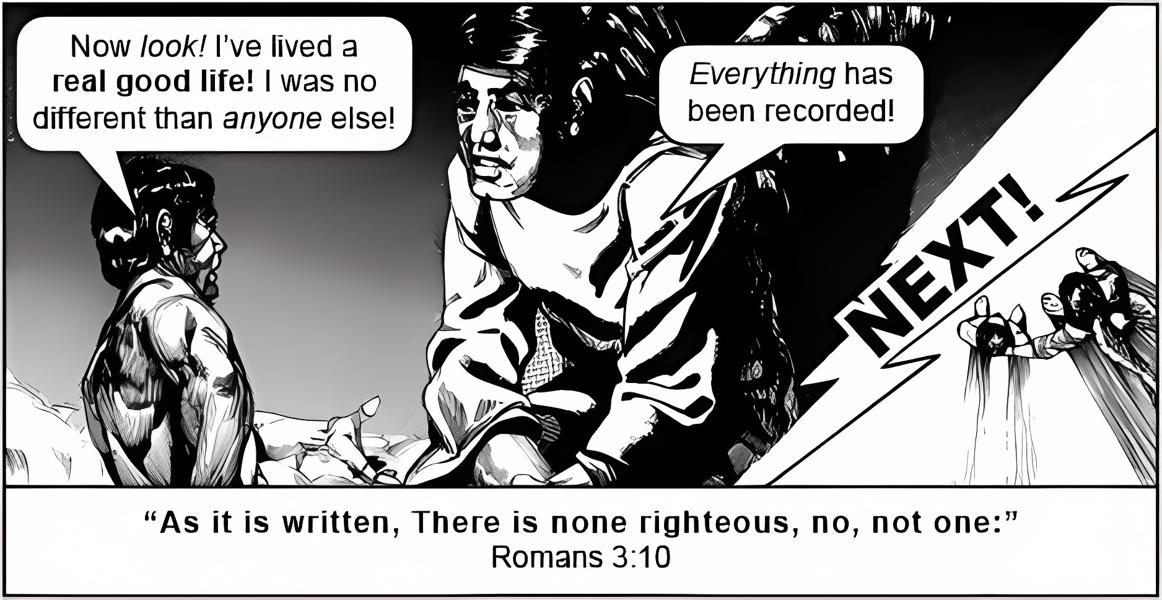 Now look! I've lived a
real good life! I was no
different than anyone else!
Everything has
been recorded!
NEXT!
“As it is written, There is none righteous, no, not one:”
Romans 3:10